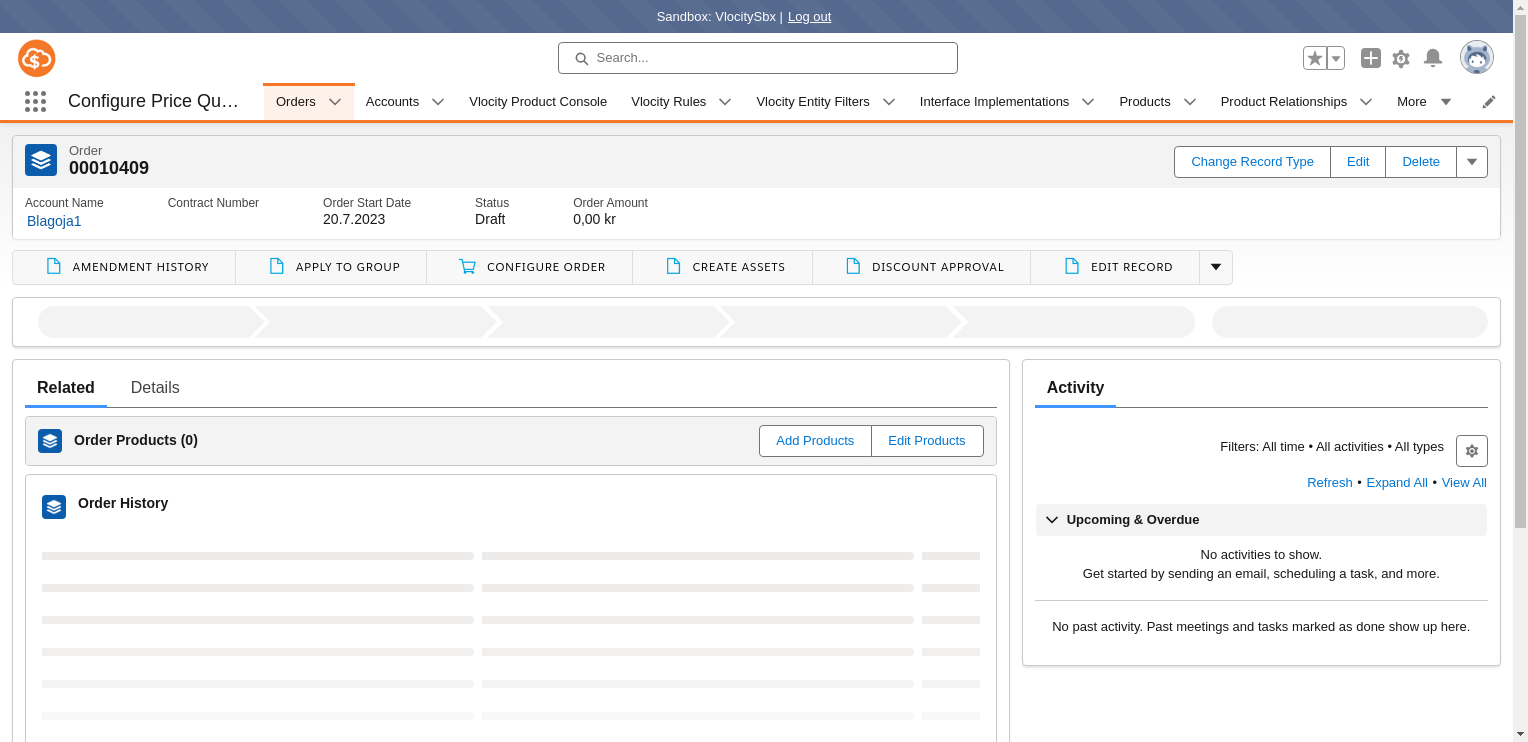 Sandbox: VlocitySbx | Log out
Search...
Configure Price Qu...
Orders
Accounts
Vlocity Product Console
Vlocity Rules
Vlocity Entity Filters
Interface Implementations
Products
Product Relationships
More
Order
00010409
Change Record Type
Edit
Delete
Account Name
Contract Number
Order Start Date
Status
Order Amount
Blagoja1
20.7.2023
Draft
0,00 kr
AMENDMENT HISTORY
APPLY TO GROUP
CONFIGURE ORDER
CREATE ASSETS
DISCOUNT APPROVAL
EDIT RECORD
Related
Details
Order Products (0)
Add Products
Edit Products
Order History
Activity
Filters: All time • All activities • All types
Refresh • Expand All • View All
Upcoming & Overdue
No activities to show.
Get started by sending an email, scheduling a task, and more.
No past activity. Past meetings and tasks marked as done show up here.